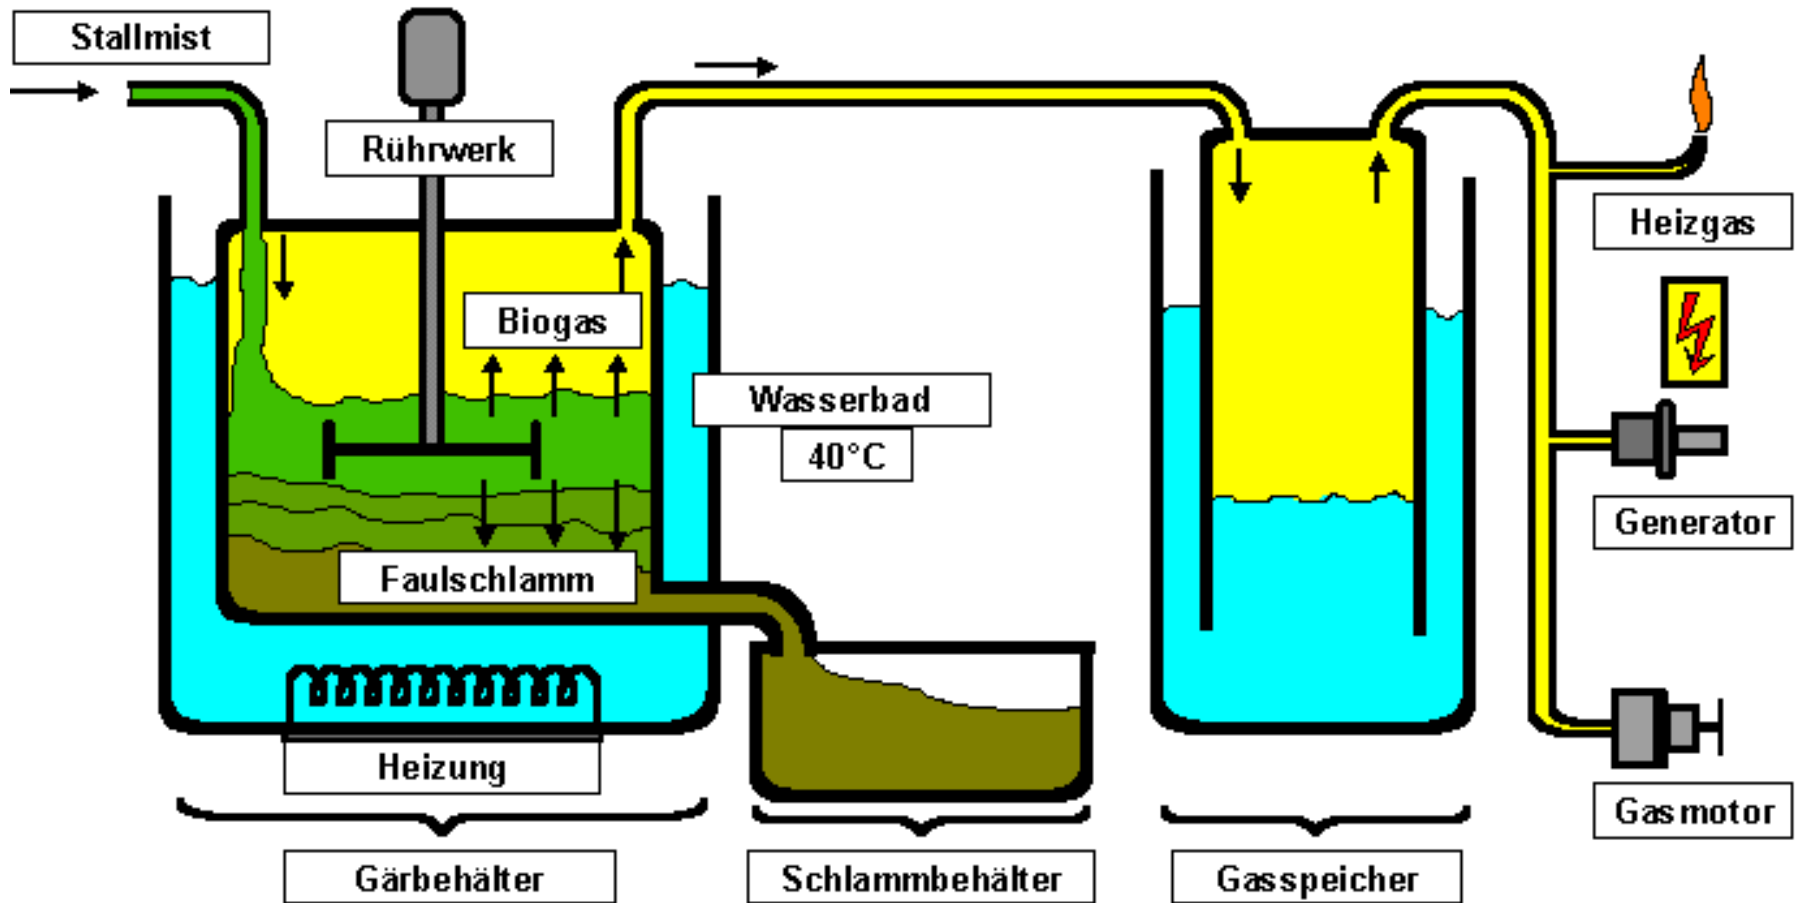 Stallmist
Rührwerk
Biogas
Wasserbad
40°C
Faulschlamm
Heizung
Heizgas
Generator
Gasmotor
Gärbehälter
Schlammbehälter
Gasspeicher